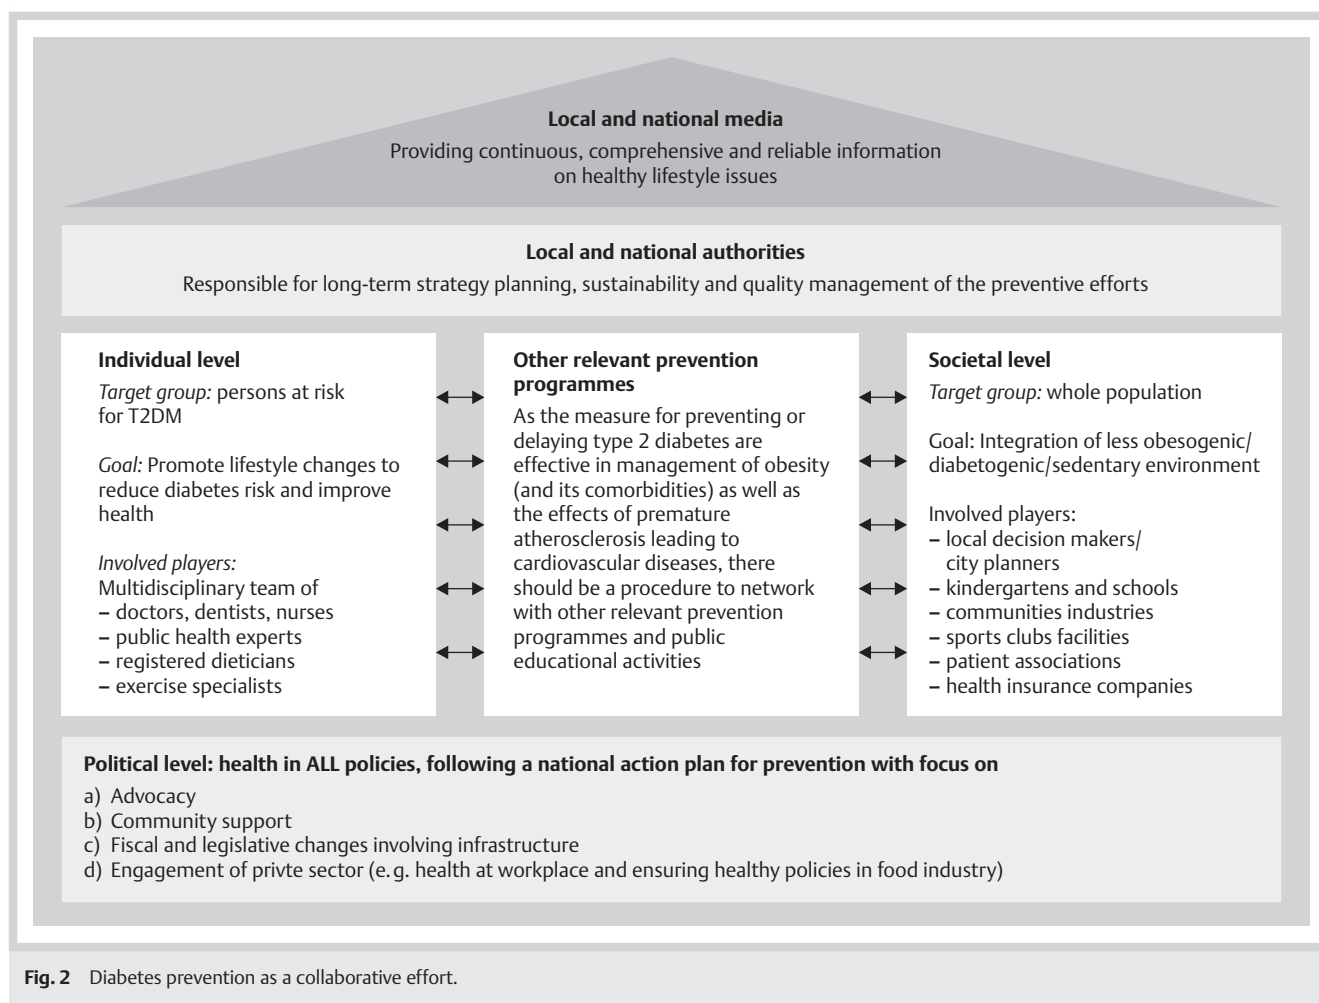 Local and national media
Providing continuous, comprehensive and reliable information
on healthy lifestyle issues
Local and national authorities
Responsible for long-term strategy planning, sustainability and quality management of the preventive efforts
Individual level
Target group: persons at risk
for T2DM
Goal: Promote lifestyle changes to
reduce diabetes risk and improve
health
Involved players:
Multidisciplinary team of
– doctors, dentists, nurses
– public health experts
– registered dieticians
– exercise specialists
Other relevant prevention
programmes
As the measure for preventing or
delaying type 2 diabetes are
effective in management of obesity
(and its comorbidities) as well as
the effects of premature
atherosclerosis leading to
cardiovascular diseases, there
should be a procedure to network
with other relevant prevention
programmes and public
educational activities
Societal level
Target group: whole population
Goal: Integration of less obesogenic/
diabetogenic/sedentary environment
Involved players:
– local decision makers/
city planners
– kindergartens and schools
– communities industries
– sports clubs facilities
– patient associations
– health insurance companies
Political level: health in ALL policies, following a national action plan for prevention with focus on
a) Advocacy
b) Community support
c) Fiscal and legislative changes involving infrastructure
d) Engagement of privte sector (e. g. health at workplace and ensuring healthy policies in food industry)
Fig. 2 Diabetes prevention as a collaborative effort.